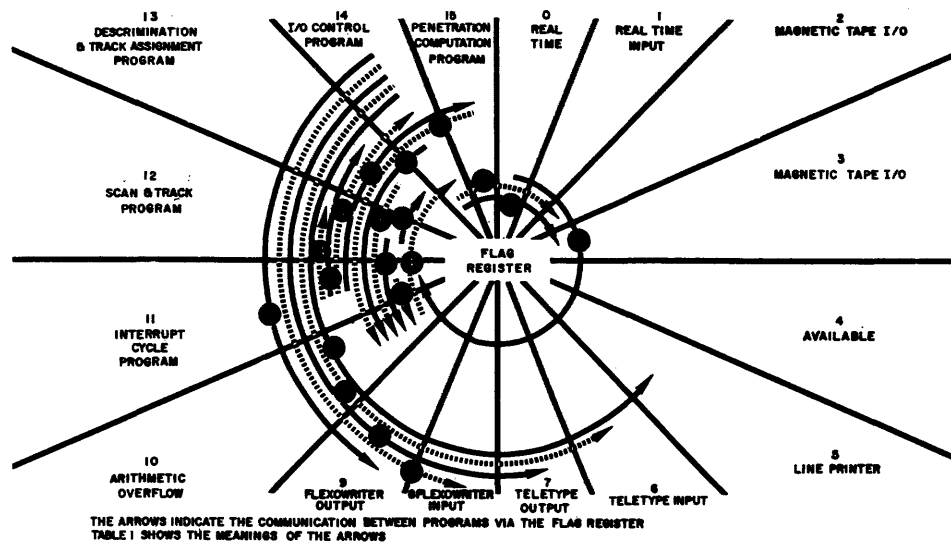 13
DESCRIMINATION
& TRACK ASSIGNMENT
PROGRAM
14
I/O CONTROL
PROGRAM
15
PENETRATION
COMPUTATION
PROGRAM
0
REAL
TIME
1
REAL TIME
INPUT
2
MAGNETIC TAPE I/O
3
MAGNETIC TAPE I/O
12
SCAN & TRACK
PROGRAM
FLAG
REGISTER
11
INTERRUPT
CYCLE
PROGRAM
4
AVAILABLE
10
ARITHMETIC
OVERFLOW
9
FLEXOWRITER
OUTPUT
8 FLEXOWRITER
INPUT
7
TELETYPE
OUTPUT
6
TELETYPE INPUT
5
LINE PRINTER
THE ARROWS INDICATE THE COMMUNICATION BETWEEN PROGRAMS VIA THE FLAG REGISTER
TABLE I SHOWS THE MEANINGS OF THE ARROWS